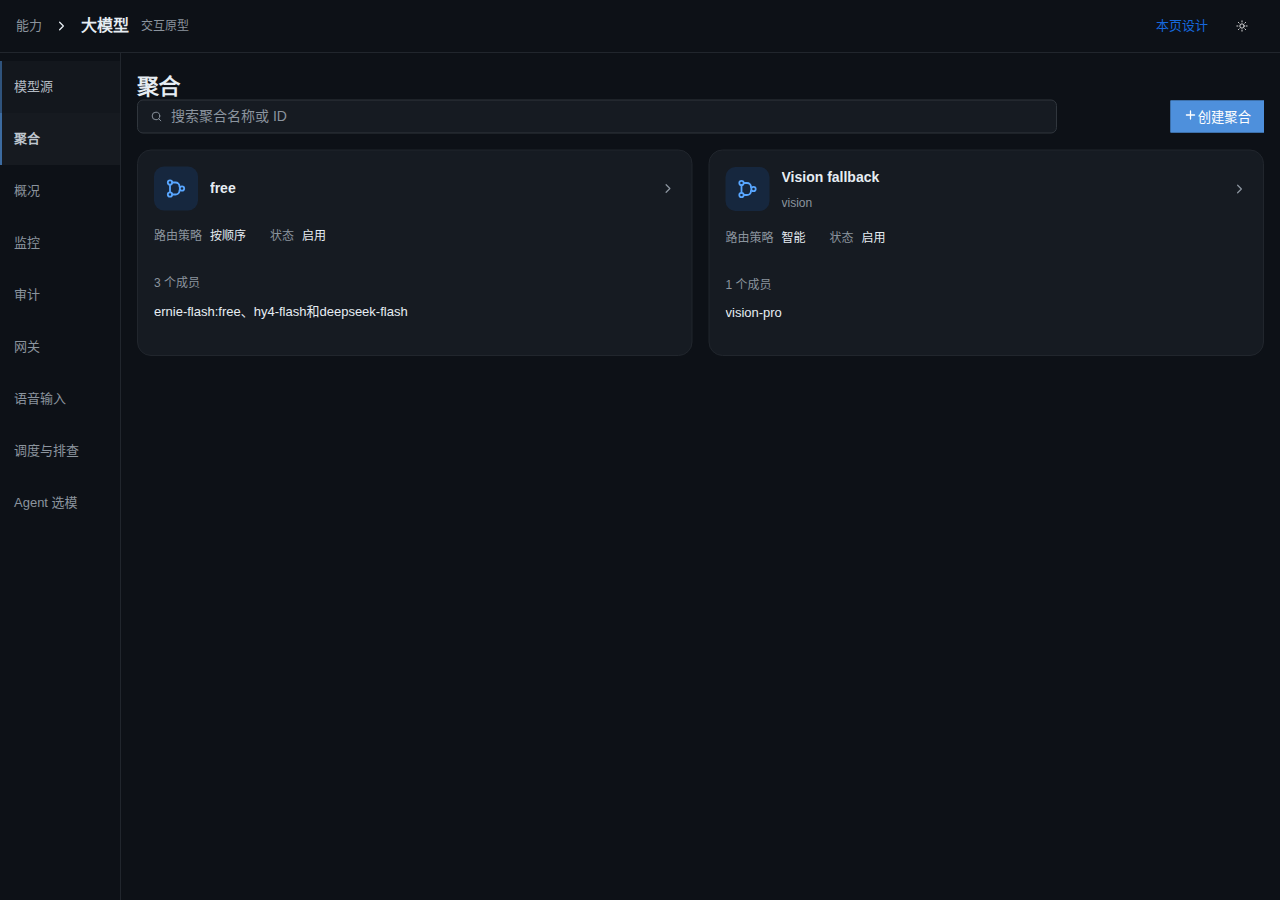 能力 大模型 交互原型 本页设计
模型源
聚合
概况
监控
审计
网关
语音输入
调度与排查
Agent 选模
聚合
搜索聚合名称或 ID
创建聚合
free
路由策略 按顺序 状态 启用
3 个成员
ernie-flash:free、hy4-flash和deepseek-flash
Vision fallback
vision
路由策略 智能 状态 启用
1 个成员
vision-pro